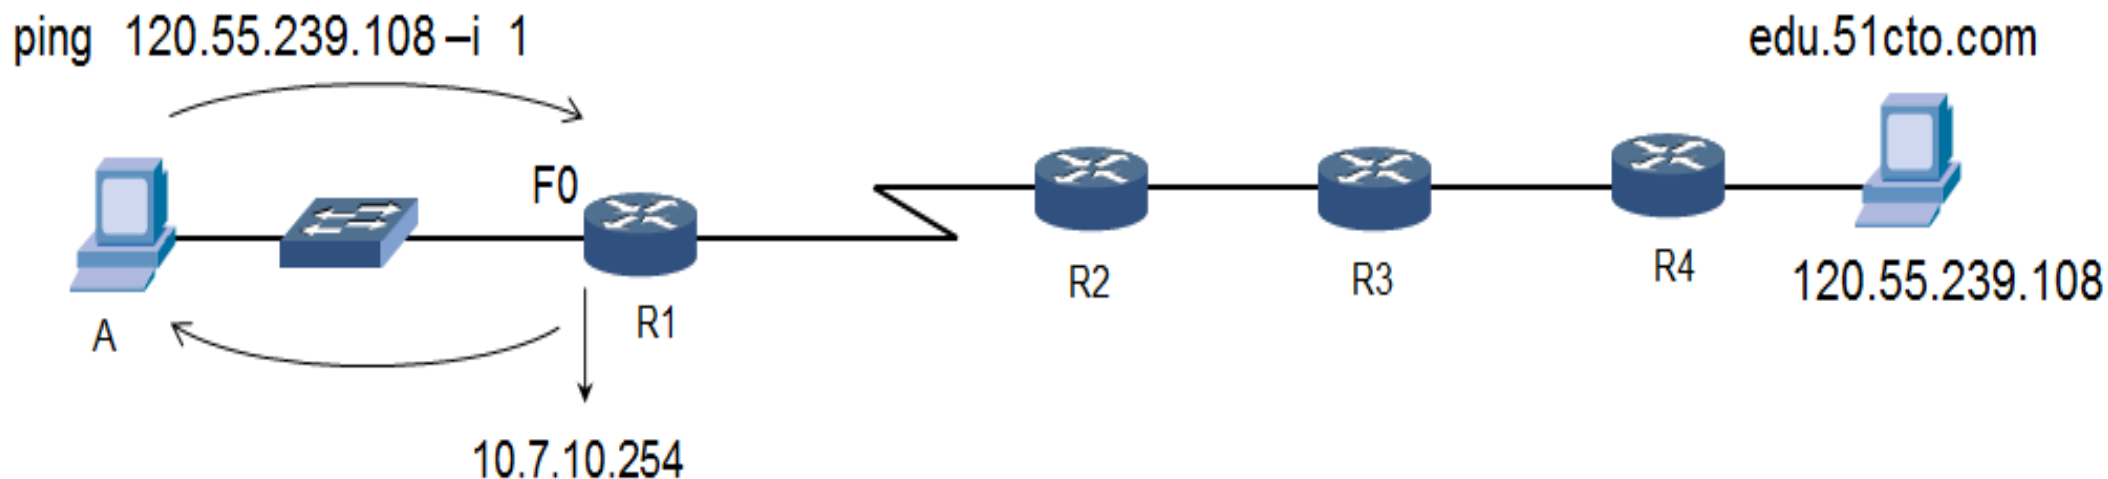 ping 120.55.239.108 –i 1
edu.51cto.com
F0
A
R1
R2
R3
R4
120.55.239.108
10.7.10.254